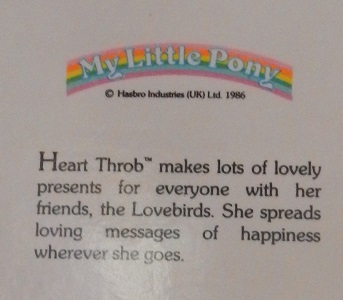 My Little Pony
© Hasbro Industries (UK) Ltd. 1986
Heart Throb™ makes lots of lovely
presents for everyone with her
friends, the Lovebirds. She spreads
loving messages of happiness
wherever she goes.